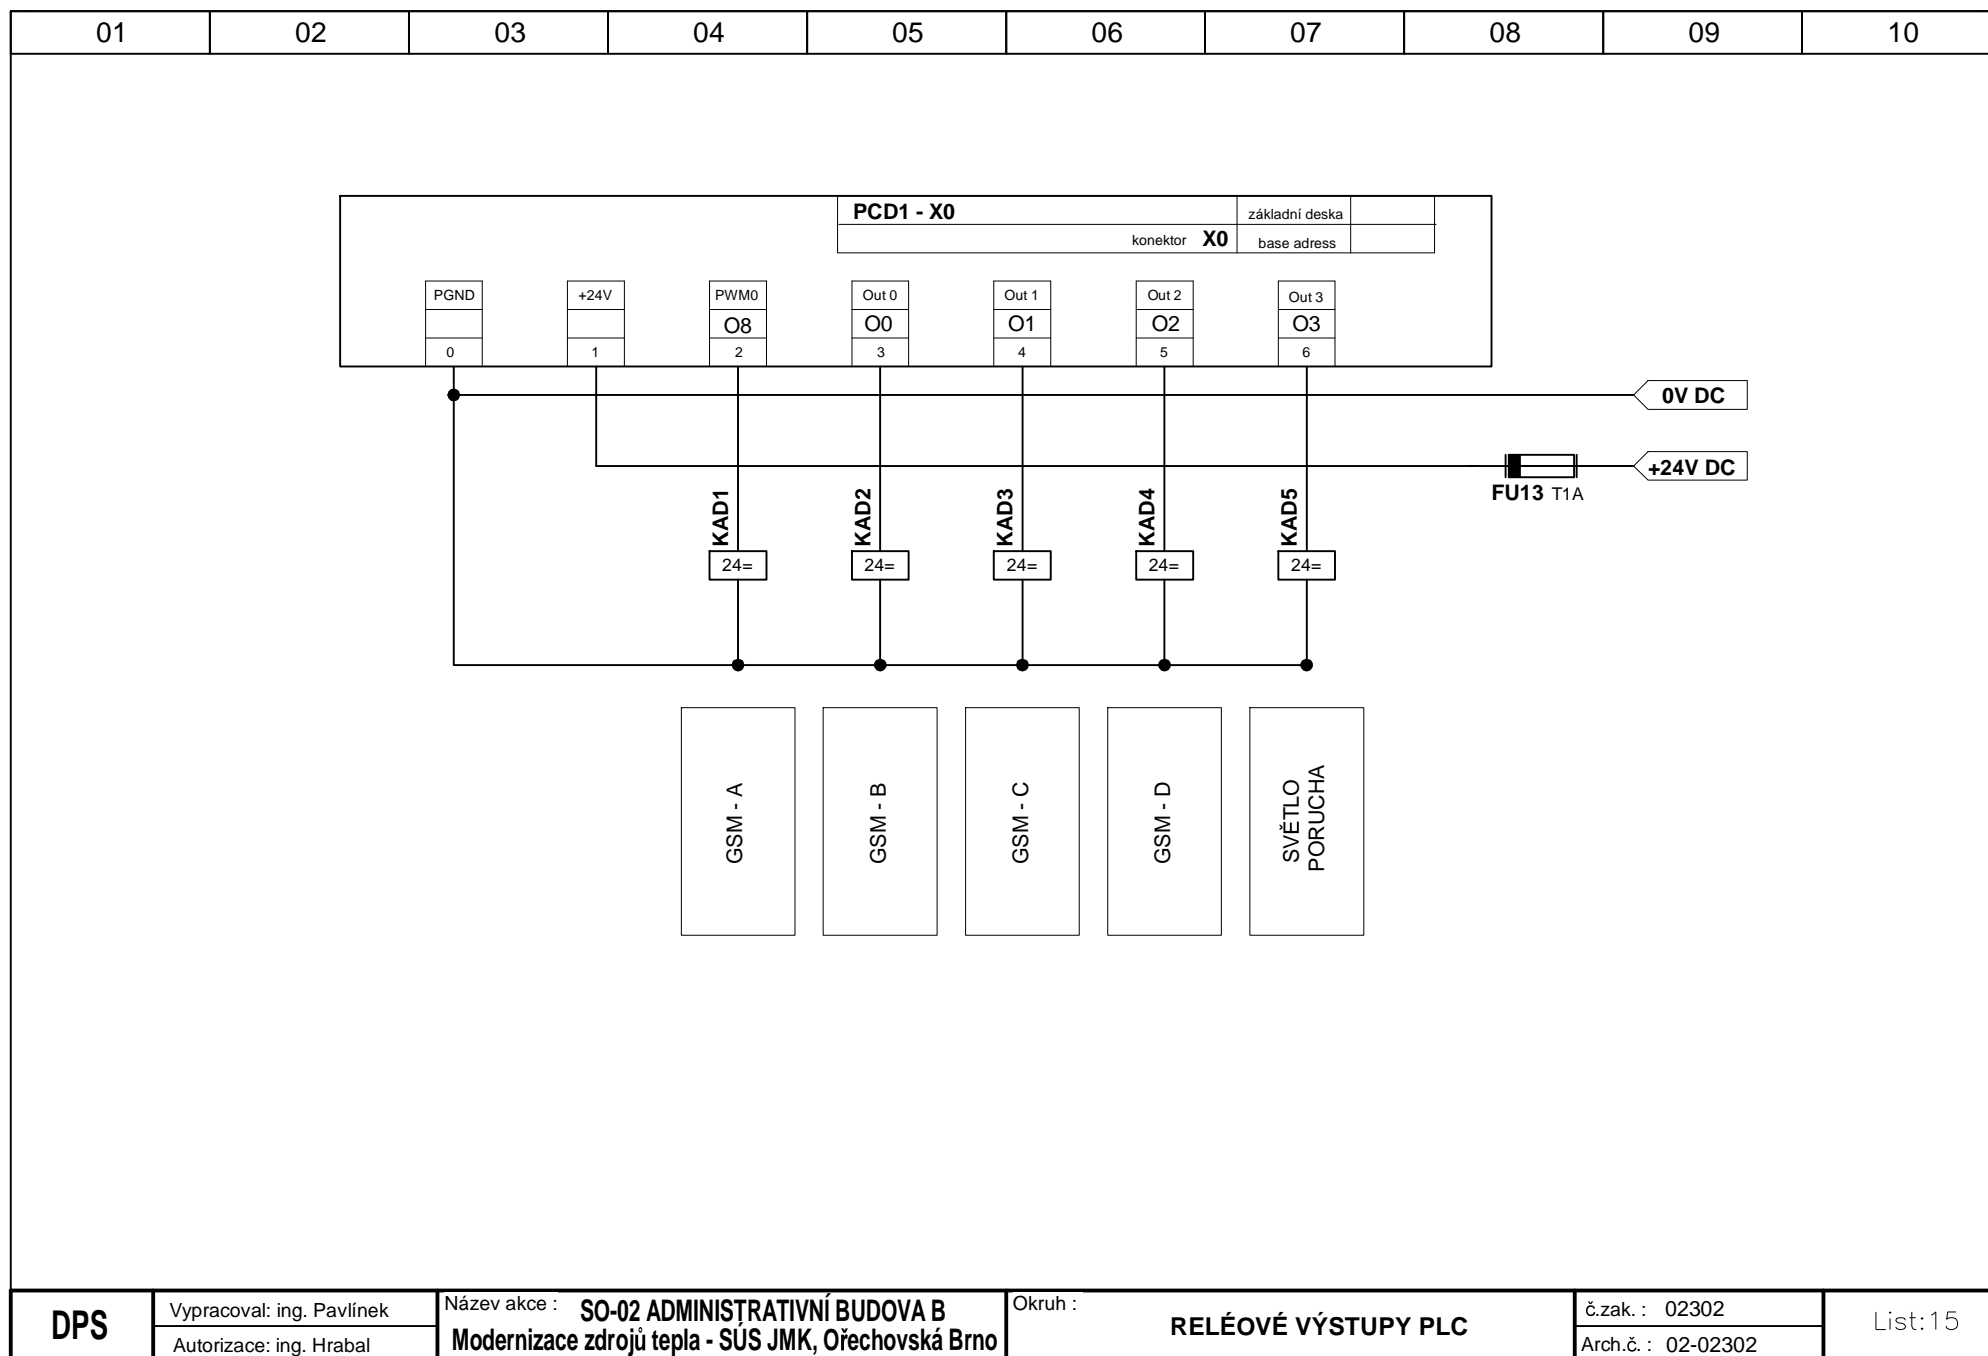 01 02 03 04 05 06 07 08 09 10
PCD1 - X0 základní deska
konektor X0 base adress
PGND +24V PWM0 Out 0 Out 1 Out 2 Out 3
O8 O0 O1 O2 O3
0 1 2 3 4 5 6
0V DC
+24V DC
FU13 T1A
KAD1 KAD2 KAD3 KAD4 KAD5
24= 24= 24= 24= 24=
GSM - A
GSM - B
GSM - C
GSM - D
SVĚTLO
PORUCHA
DPS
Vypracoval: ing. Pavlínek
Autorizace: ing. Hrabal
Název akce : SO-02 ADMINISTRATIVNÍ BUDOVA B
Modernizace zdrojů tepla - SÚS JMK, Ořechovská Brno
Okruh :
RELÉOVÉ VÝSTUPY PLC
č.zak. : 02302
Arch.č. : 02-02302
List:15